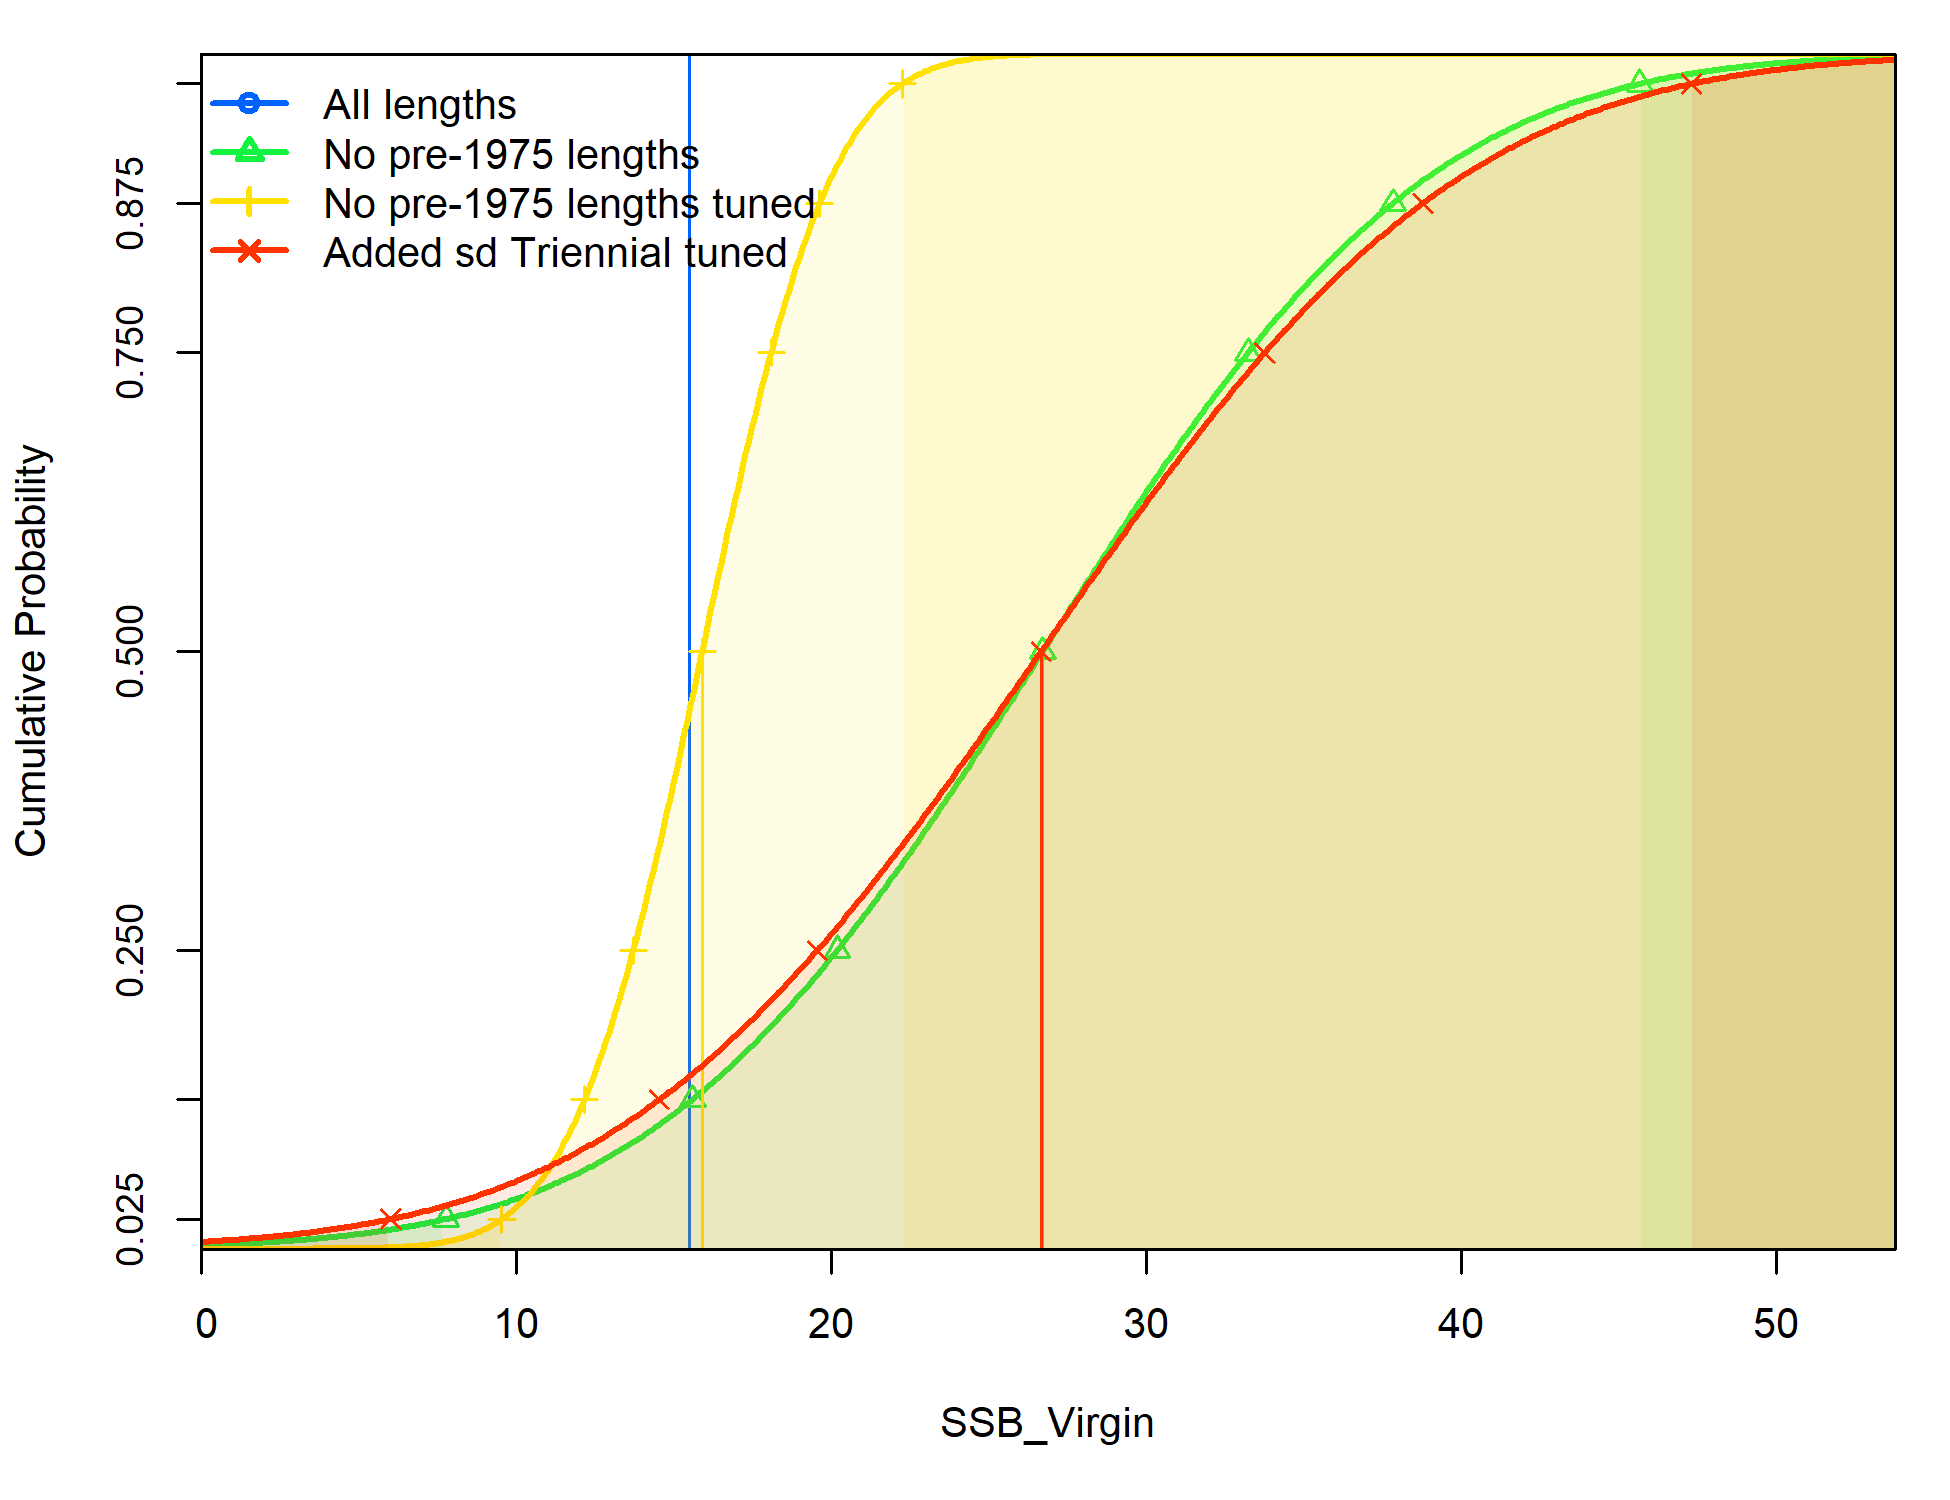 All lengths
No pre-1975 lengths
No pre-1975 lengths tuned
Added sd Triennial tuned
Cumulative Probability
0.875
0.750
0.500
0.250
0.025
0 10 20 30 40 50
SSB_Virgin